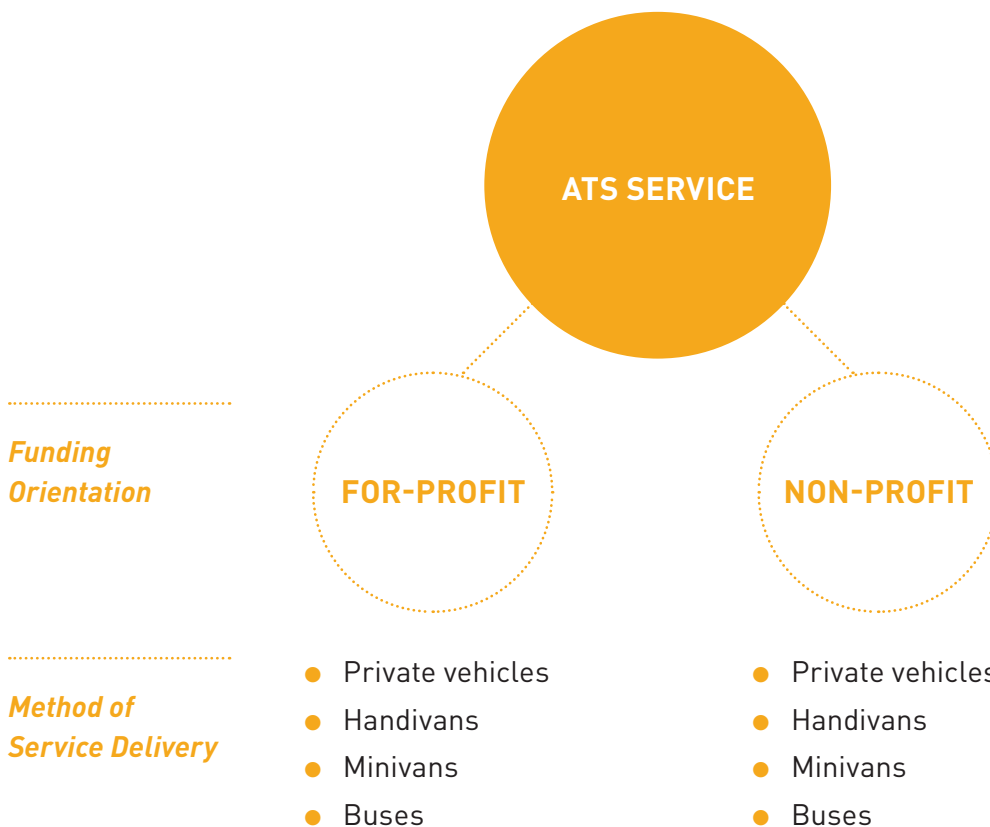 ATS SERVICE
Funding
Orientation
FOR-PROFIT
NON-PROFIT
Method of
Service Delivery
Private vehicles
Handivans
Minivans
Buses
Private vehicles
Handivans
Minivans
Buses